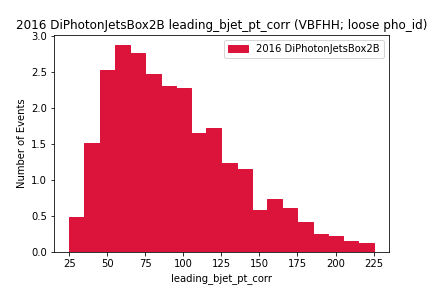 2016 DiPhotonJetsBox2B leading_bjet_pt_corr (VBFHH; loose pho_id)
2016 DiPhotonJetsBox2B
Number of Events
3.0
2.5
2.0
1.5
1.0
0.5
0.0
25 50 75 100 125 150 175 200 225
leading_bjet_pt_corr